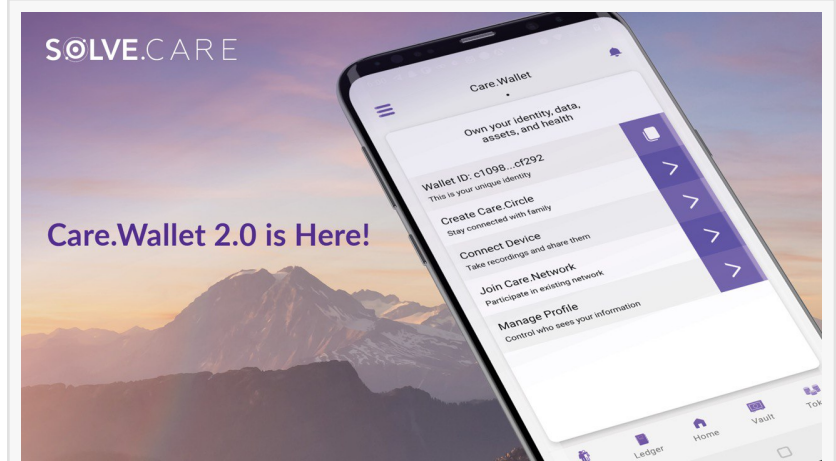 SOLVE.CARE
Care.Wallet 2.0 is Here!
Care.Wallet
Own your identity, data,
assets, and health
Wallet ID: c1098...cf292
This is your unique identity
Create Care.Circle
Stay connected with family
Connect Device
Take recordings and share them
Join Care.Network
Participate in existing network
Manage Profile
Control who sees your information
Ledger
Home
Vault
Tok